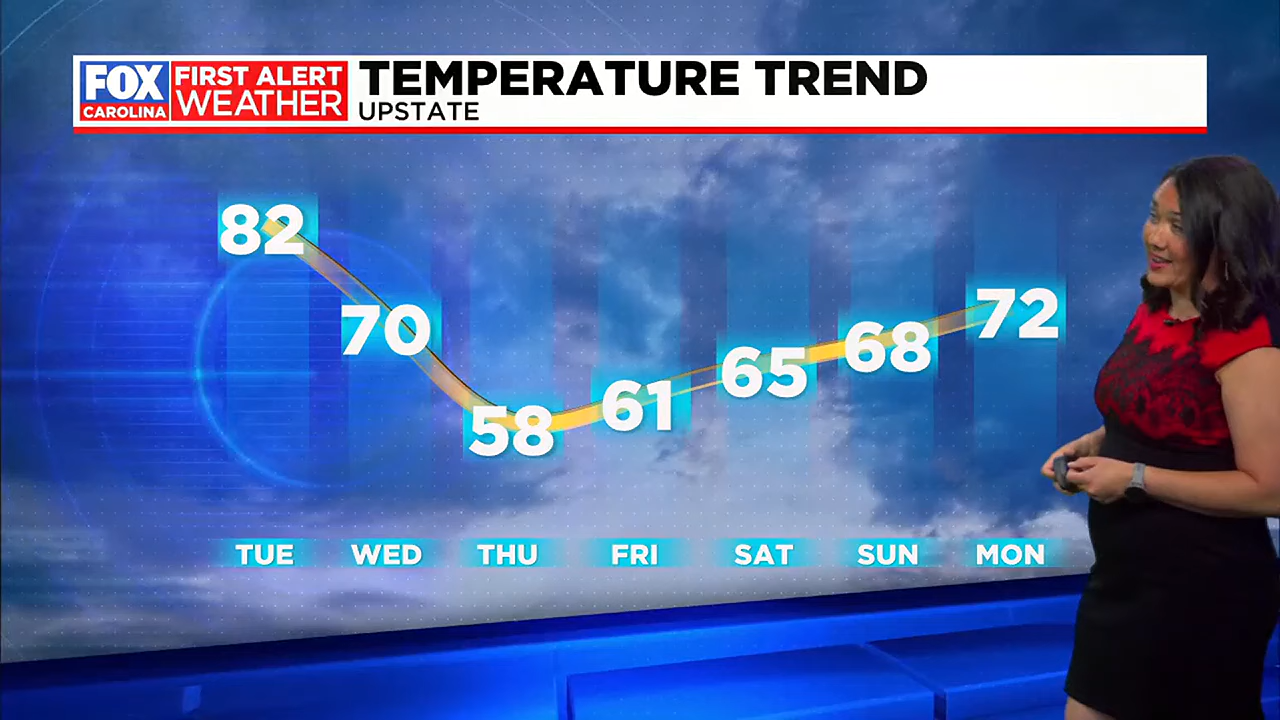 FOX
CAROLINA
FIRST ALERT
WEATHER
TEMPERATURE TREND
UPSTATE
82
70
58
61
65
68
72
TUE WED THU FRI SAT SUN MON